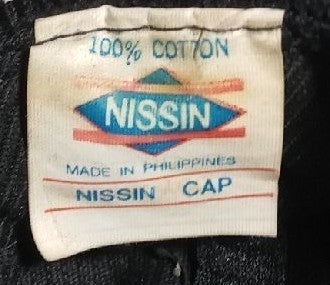 100% COTTON
NISSIN
MADE IN PHILIPPINES
NISSIN CAP